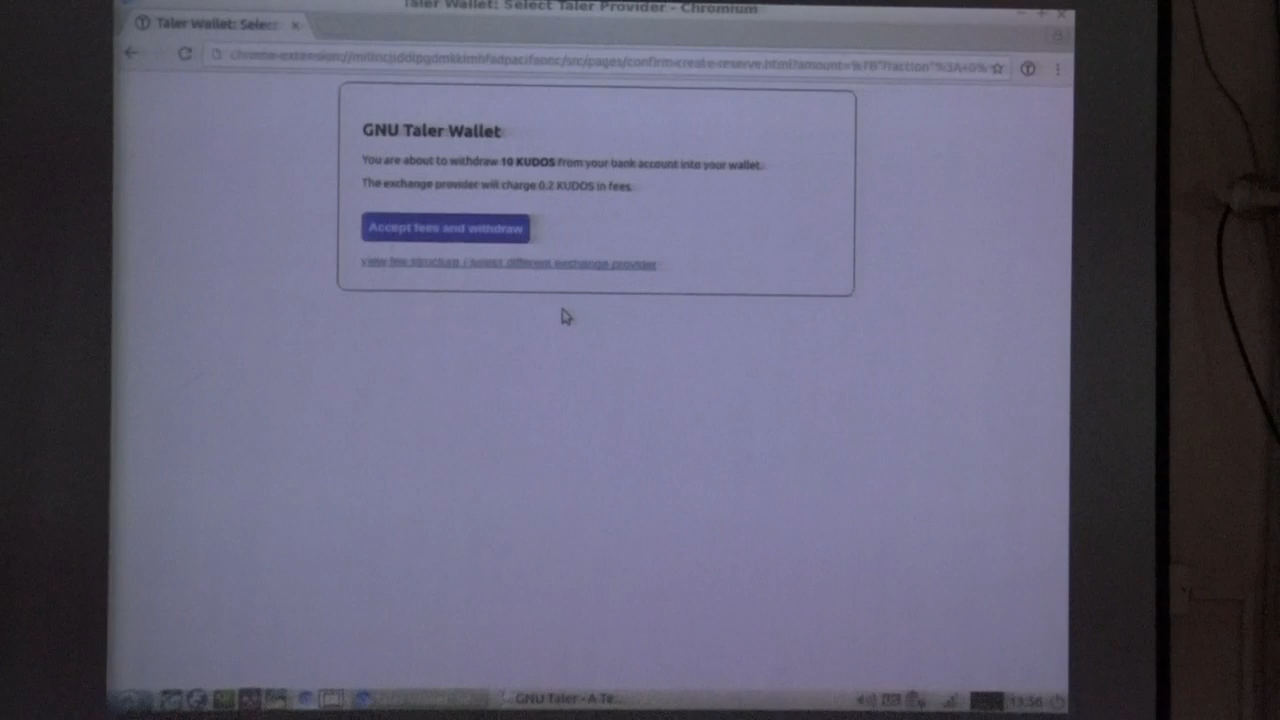 Taler Wallet: Select Taler Provider - Chromium
Taler Wallet: Select
GNU Taler Wallet
You are about to withdraw 10 KUDOS from your bank account into your wallet.
The exchange provider will charge 0.2 KUDOS in fees.
Accept fees and withdraw
View fee structure / select different exchange provider
GNU Taler - A Te...
13:56